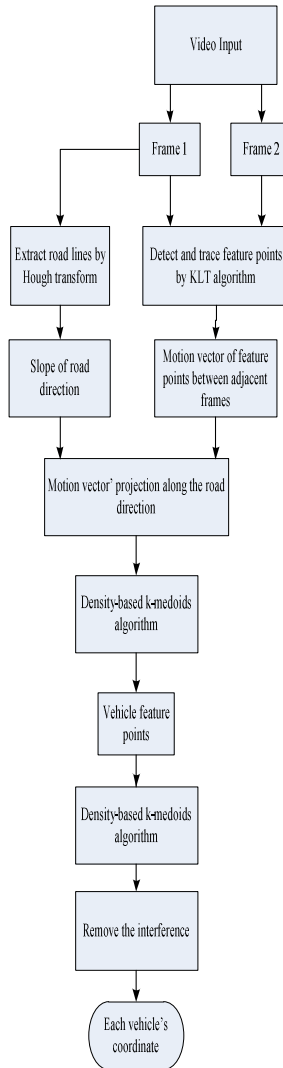 Video Input
Frame 1
Frame 2
Extract road lines by
Hough transform
Detect and trace feature points
by KLT algorithm
Slope of road
direction
Motion vector of feature
points between adjacent
frames
Motion vector' projection along the road
direction
Density-based k-medoids
algorithm
Vehicle feature
points
Density-based k-medoids
algorithm
Remove the interference
Each vehicle's
coordinate